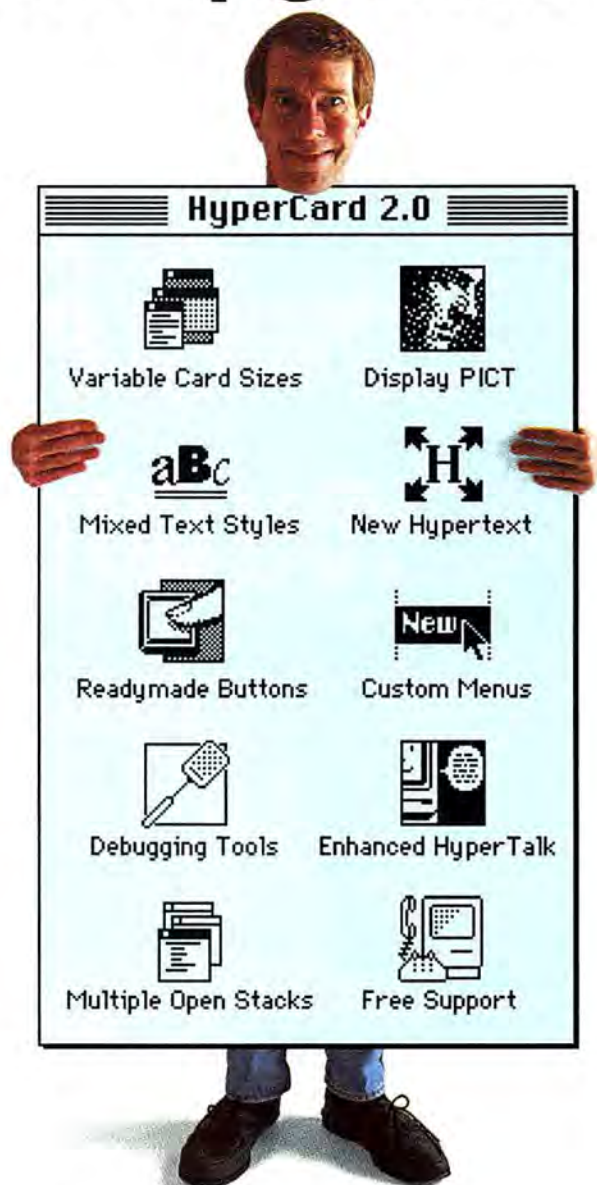 HyperCard 2.0
Variable Card Sizes
Display PICT
aBc
Mixed Text Styles
H
New Hypertext
Readymade Buttons
New
Custom Menus
Debugging Tools
Enhanced HyperTalk
Multiple Open Stacks
Free Support